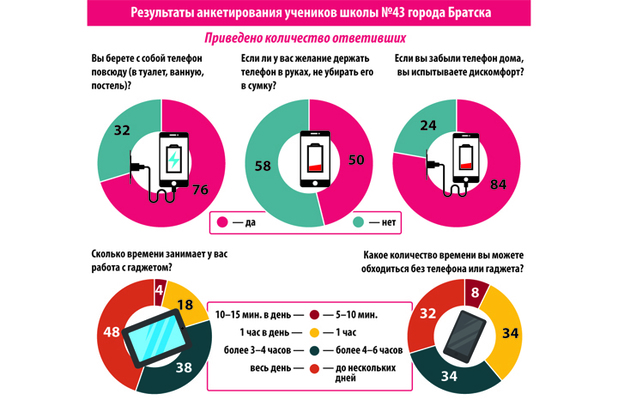 Результаты анкетирования учеников школы №43 города Братска
Приведено количество ответивших
Вы берете с собой телефон
повсюду (в туалет, ванную,
постель)?
32
76
Если ли у вас желание держать
телефон в руках, не убирать его
в сумку?
58
50
Если вы забыли телефон дома,
вы испытываете дискомфорт?
24
84
— да
— нет
Сколько времени занимает у вас
работа с гаджетом?
4
18
48
38
Какое количество времени вы можете
обходиться без телефона или гаджета?
8
32
34
34
10–15 мин. в день — — 5–10 мин.
1 час в день — — 1 час
более 3–4 часов — — более 4–6 часов
весь день — — до нескольких
дней